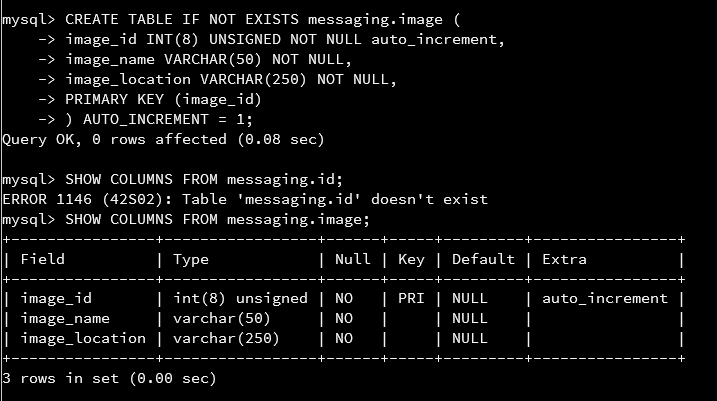 mysql> CREATE TABLE IF NOT EXISTS messaging.image (
    -> image_id INT(8) UNSIGNED NOT NULL auto_increment,
    -> image_name VARCHAR(50) NOT NULL,
    -> image_location VARCHAR(250) NOT NULL,
    -> PRIMARY KEY (image_id)
    -> ) AUTO_INCREMENT = 1;
Query OK, 0 rows affected (0.08 sec)

mysql> SHOW COLUMNS FROM messaging.id;
ERROR 1146 (42S02): Table 'messaging.id' doesn't exist
mysql> SHOW COLUMNS FROM messaging.image;
+----------------+-----------------+------+-----+---------+----------------+
| Field          | Type            | Null | Key | Default | Extra          |
+----------------+-----------------+------+-----+---------+----------------+
| image_id       | int(8) unsigned | NO   | PRI | NULL    | auto_increment |
| image_name     | varchar(50)     | NO   |     | NULL    |                |
| image_location | varchar(250)    | NO   |     | NULL    |                |
+----------------+-----------------+------+-----+---------+----------------+
3 rows in set (0.00 sec)